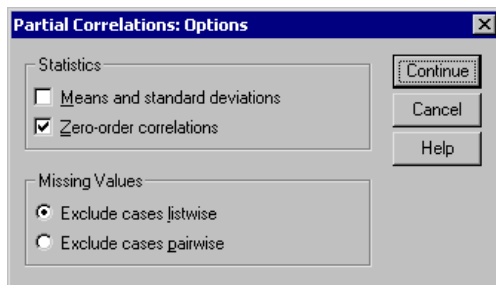 Partial Correlations: Options
Statistics
Means and standard deviations
Zero-order correlations
Missing Values
Exclude cases listwise
Exclude cases pairwise
Continue
Cancel
Help